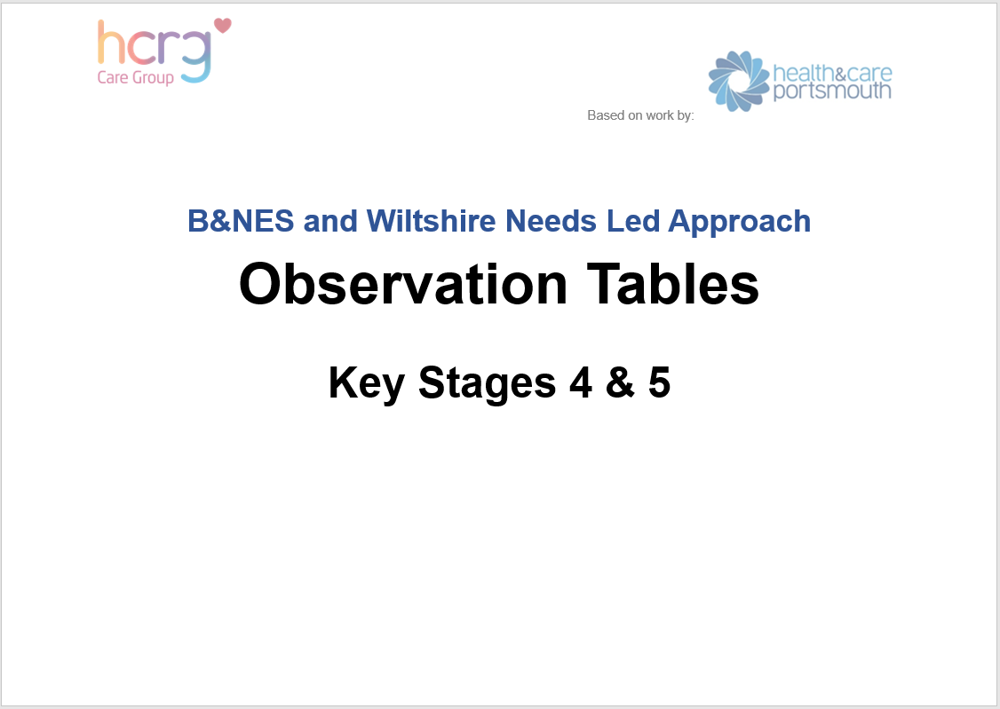 hcrg
Care Group
health&care
portsmouth
Based on work by:
B&NES and Wiltshire Needs Led Approach
Observation Tables
Key Stages 4 & 5